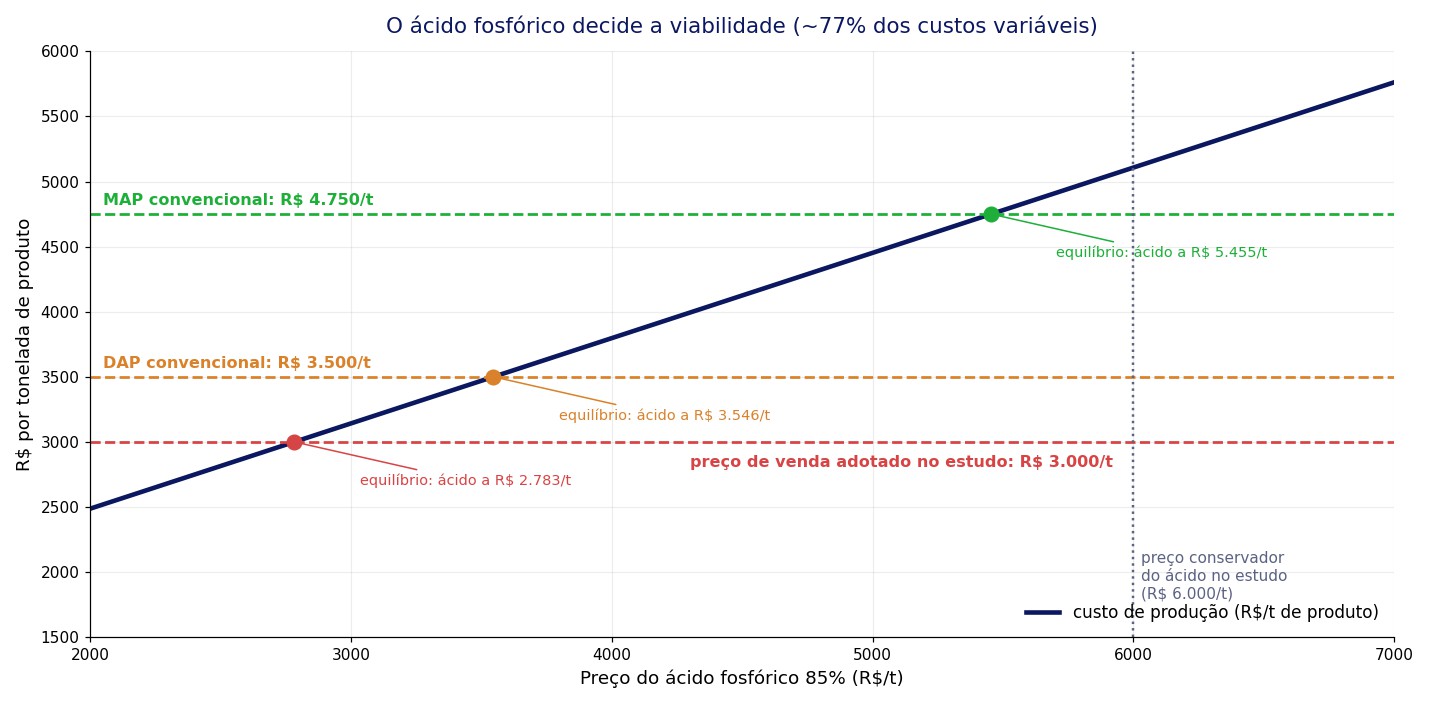 O ácido fosfórico decide a viabilidade (~77% dos custos variáveis)
6000
5500
5000
4500
4000
3500
3000
2500
2000
1500
R$ por tonelada de produto
MAP convencional: R$ 4.750/t
equilíbrio: ácido a R$ 5.455/t
DAP convencional: R$ 3.500/t
equilíbrio: ácido a R$ 3.546/t
preço de venda adotado no estudo: R$ 3.000/t
equilíbrio: ácido a R$ 2.783/t
preço conservador
do ácido no estudo
(R$ 6.000/t)
custo de produção (R$/t de produto)
2000
3000
4000
5000
6000
7000
Preço do ácido fosfórico 85% (R$/t)